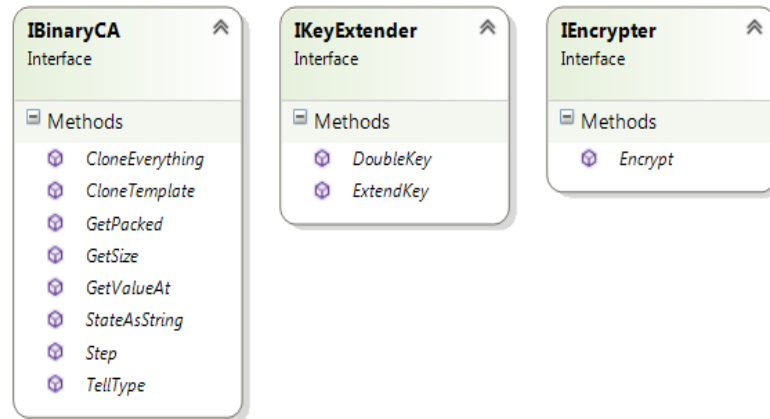 IBinaryCA
Interface
Methods
CloneEverything
CloneTemplate
GetPacked
GetSize
GetValueAt
StateAsString
Step
TellType
IKeyExtender
Interface
Methods
DoubleKey
ExtendKey
IEncrypter
Interface
Methods
Encrypt